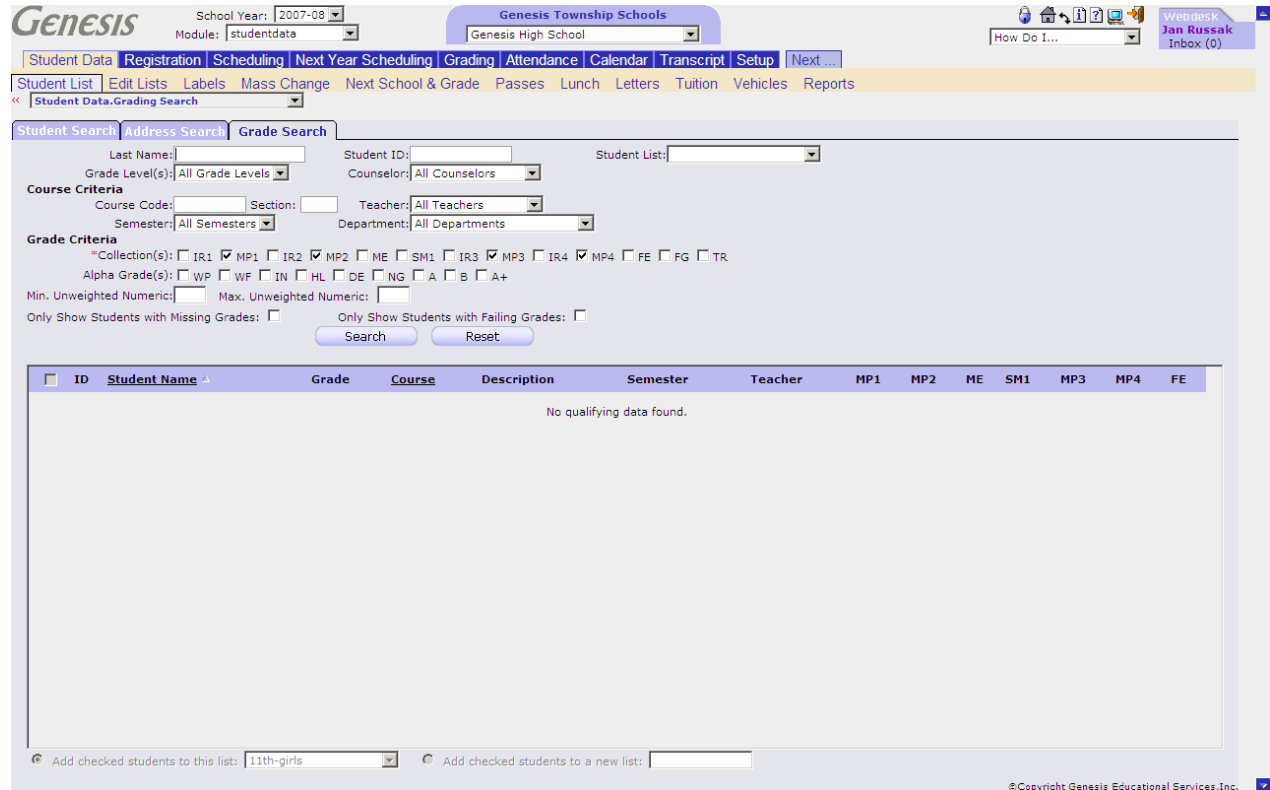 Genesis School Year: 2007-08 Genesis Township Schools Webdesk
Module: studentdata Genesis High School How Do I... Jan Russak
Inbox (0)
Student Data Registration Scheduling Next Year Scheduling Grading Attendance Calendar Transcript Setup Next ...
Student List Edit Lists Labels Mass Change Next School & Grade Passes Lunch Letters Tuition Vehicles Reports
« Student Data.Grading Search
Student Search Address Search Grade Search
Last Name: Student ID: Student List:
Grade Level(s): All Grade Levels Counselor: All Counselors
Course Criteria
Course Code: Section: Teacher: All Teachers
Semester: All Semesters Department: All Departments
Grade Criteria
*Collection(s): IR1 MP1 IR2 MP2 ME SM1 IR3 MP3 IR4 MP4 FE FG TR
Alpha Grade(s): WP WF IN HL DE NG A B A+
Min. Unweighted Numeric: Max. Unweighted Numeric:
Only Show Students with Missing Grades: Only Show Students with Failing Grades:
Search Reset
ID Student Name Grade Course Description Semester Teacher MP1 MP2 ME SM1 MP3 MP4 FE
No qualifying data found.
Add checked students to this list: 11th-girls Add checked students to a new list:
©Copyright Genesis Educational Services,Inc.